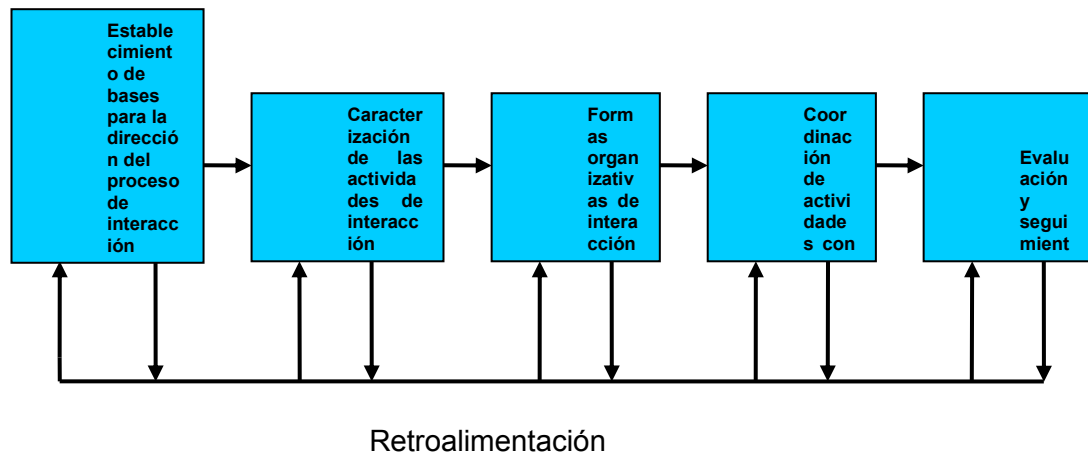 Estable
cimient
o de
bases
para la
direcció
n del
proceso
de
interacc
ión
Caracter
ización
de las
activida
des de
interacc
ión
Form
as
organ
izativ
as de
intera
cción
Coor
dinac
ión
de
activi
dade
s con
Evalu
ación
y
segui
mient
Retroalimentación